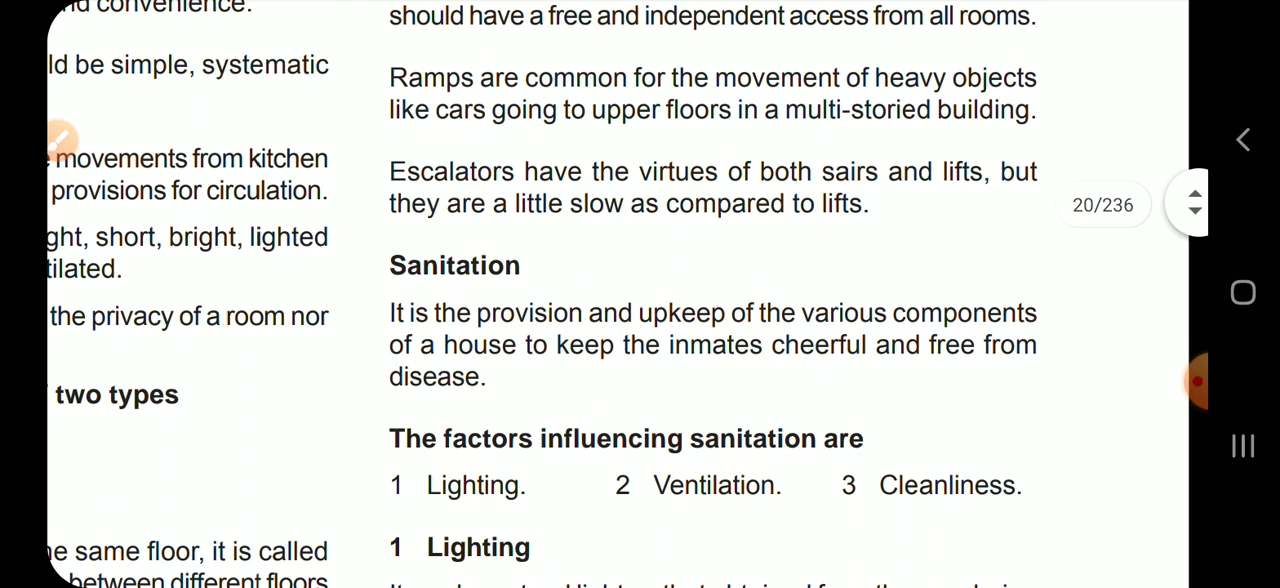 should be simple, systematic
movements from kitchen
provisions for circulation.
short, bright, lighted
the privacy of a room nor
two types
same floor, it is called
between different floors
should have a free and independent access from all rooms.
Ramps are common for the movement of heavy objects
like cars going to upper floors in a multi-storied building.
Escalators have the virtues of both sairs and lifts, but
they are a little slow as compared to lifts.
Sanitation
It is the provision and upkeep of the various components
of a house to keep the inmates cheerful and free from
disease.
The factors influencing sanitation are
1 Lighting. 2 Ventilation. 3 Cleanliness.
1 Lighting
20/236